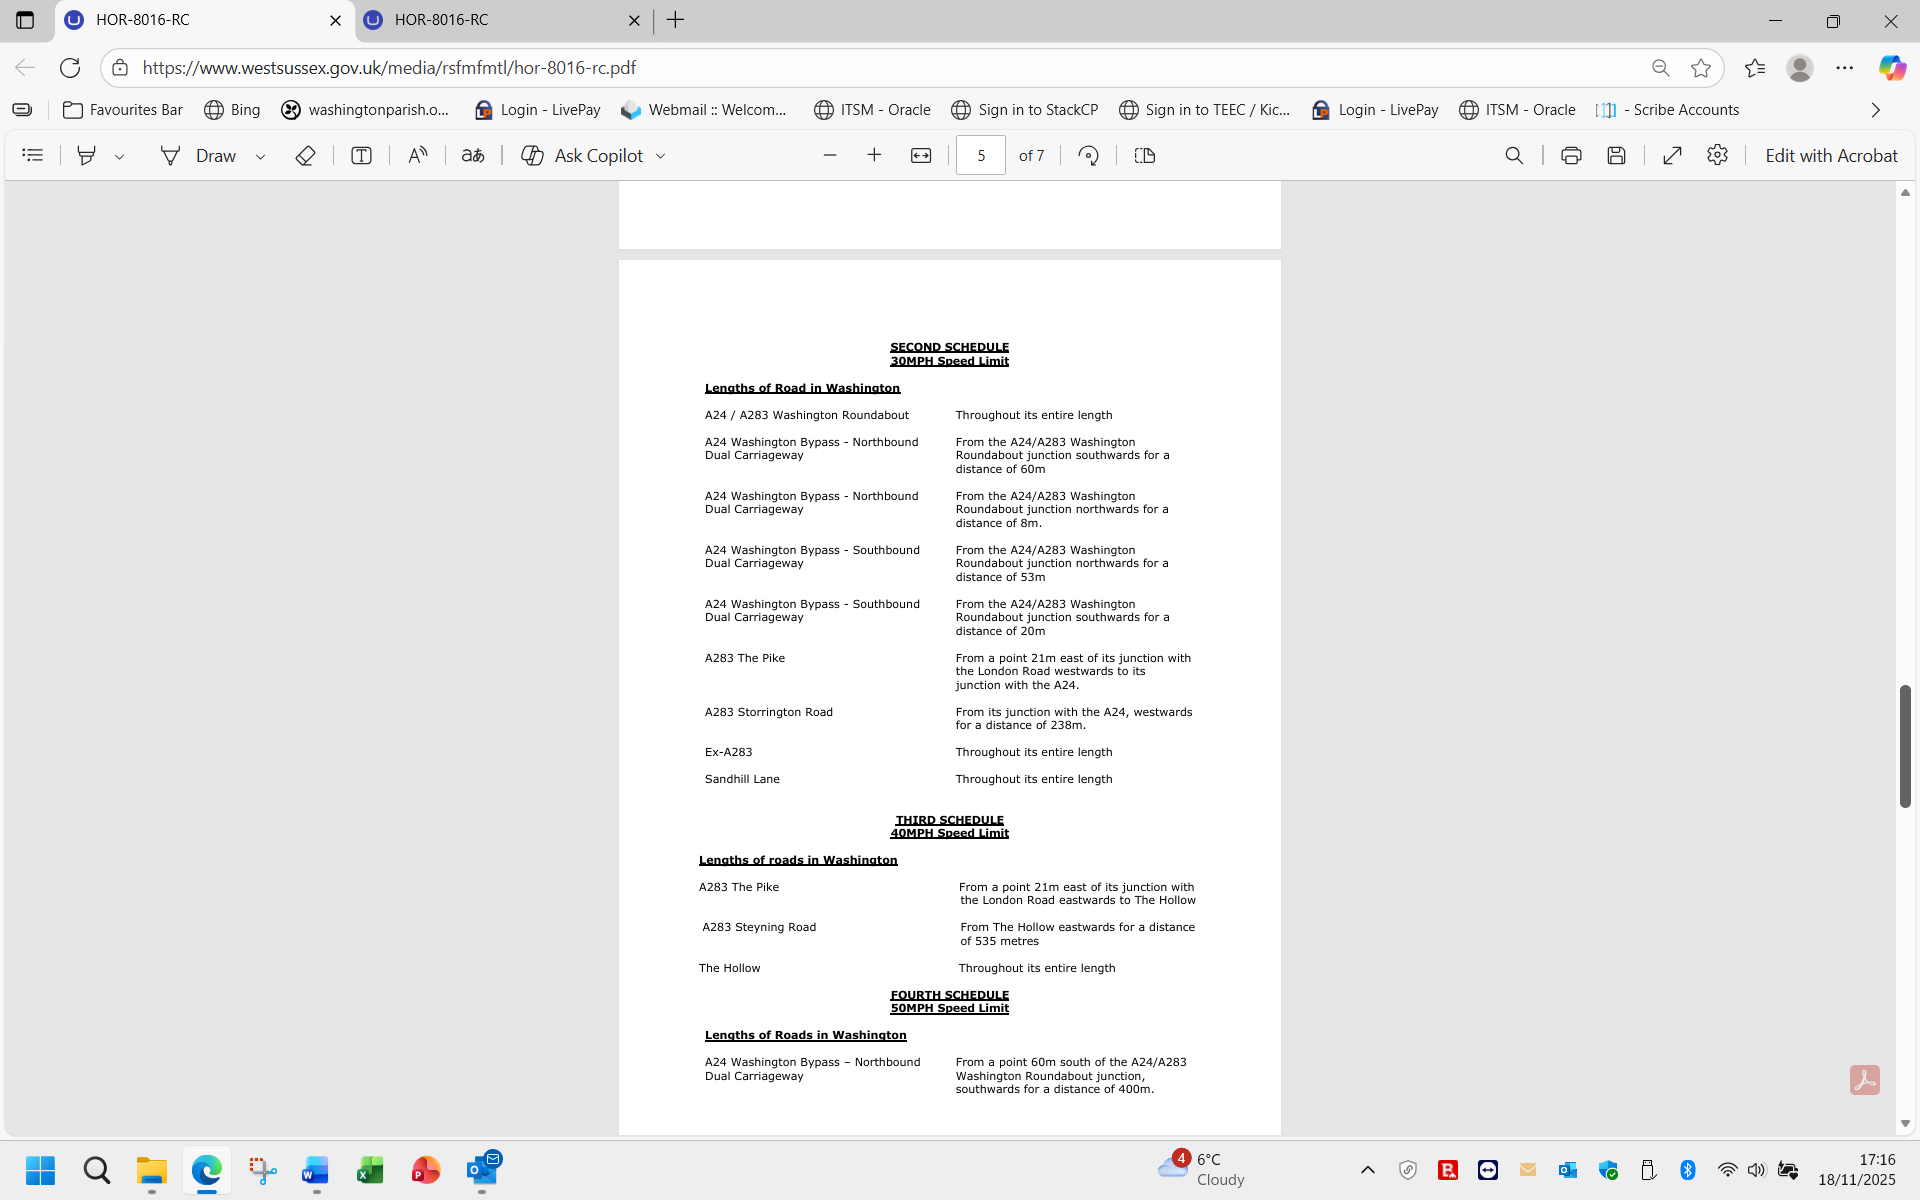 HOR-8016-RC
HOR-8016-RC
https://www.westsussex.gov.uk/media/rsfmfmtl/hor-8016-rc.pdf
Favourites Bar
Bing
washingtonparish.o...
Login - LivePay
Webmail :: Welcom...
ITSM - Oracle
Sign in to StackCP
Sign in to TEEC / Kic...
Login - LivePay
ITSM - Oracle
- Scribe Accounts
Draw
Ask Copilot
5 of 7
Edit with Acrobat
SECOND SCHEDULE
30MPH Speed Limit
Lengths of Road in Washington
A24 / A283 Washington Roundabout
Throughout its entire length
A24 Washington Bypass - Northbound
Dual Carriageway
From the A24/A283 Washington
Roundabout junction southwards for a
distance of 60m
A24 Washington Bypass - Northbound
Dual Carriageway
From the A24/A283 Washington
Roundabout junction northwards for a
distance of 8m.
A24 Washington Bypass - Southbound
Dual Carriageway
From the A24/A283 Washington
Roundabout junction northwards for a
distance of 53m
A24 Washington Bypass - Southbound
Dual Carriageway
From the A24/A283 Washington
Roundabout junction southwards for a
distance of 20m
A283 The Pike
From a point 21m east of its junction with
the London Road westwards to its
junction with the A24.
A283 Storrington Road
From its junction with the A24, westwards
for a distance of 238m.
Ex-A283
Throughout its entire length
Sandhill Lane
Throughout its entire length
THIRD SCHEDULE
40MPH Speed Limit
Lengths of roads in Washington
A283 The Pike
From a point 21m east of its junction with
the London Road eastwards to The Hollow
A283 Steyning Road
From The Hollow eastwards for a distance
of 535 metres
The Hollow
Throughout its entire length
FOURTH SCHEDULE
50MPH Speed Limit
Lengths of Roads in Washington
A24 Washington Bypass – Northbound
Dual Carriageway
From a point 60m south of the A24/A283
Washington Roundabout junction,
southwards for a distance of 400m.
4
6°C
Cloudy
17:16
18/11/2025